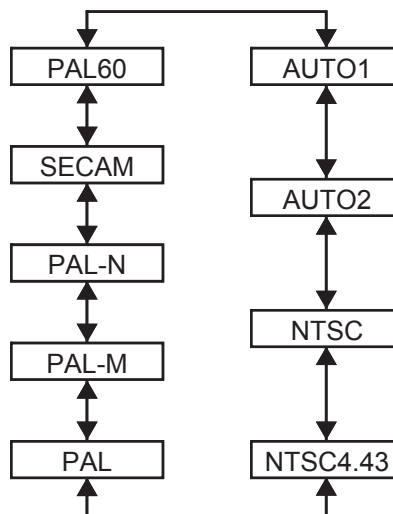 PAL60
SECAM
PAL-N
PAL-M
PAL
AUTO1
AUTO2
NTSC
NTSC4.43